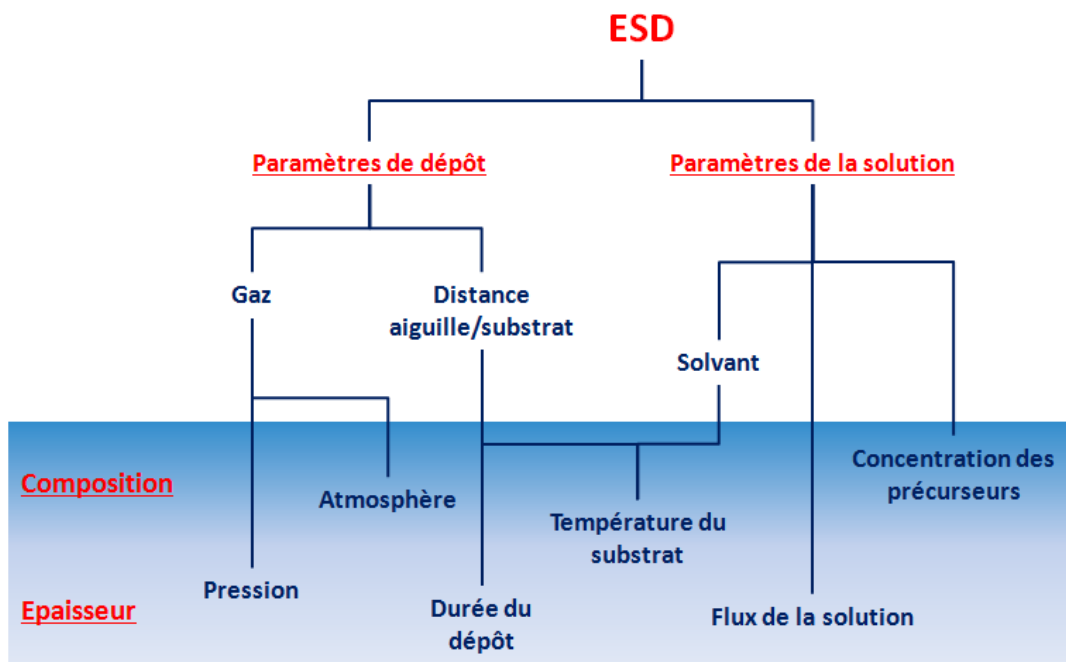 ESD
Paramètres de dépôt
Paramètres de la solution
Gaz
Distance
aiguille/substrat
Solvant
Composition
Atmosphère
Température du
substrat
Concentration des
précurseurs
Epaisseur
Pression
Durée du
dépôt
Flux de la solution